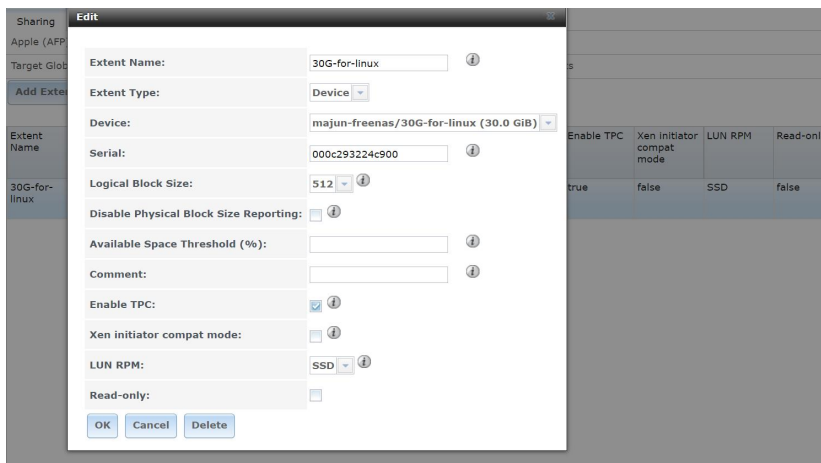 Sharing
Apple (AFP
Target Glob
Add Exter
Extent Name
30G-for-linux
Edit
Extent Name: 30G-for-linux
Extent Type: Device
Device: majun-freenas/30G-for-linux (30.0 GiB)
Serial: 000c293224c900
Logical Block Size: 512
Disable Physical Block Size Reporting:
Available Space Threshold (%):
Comment:
Enable TPC:
Xen initiator compat mode:
LUN RPM: SSD
Read-only:
OK Cancel Delete
s
Enable TPC Xen initiator compat mode LUN RPM Read-onl
true false SSD false